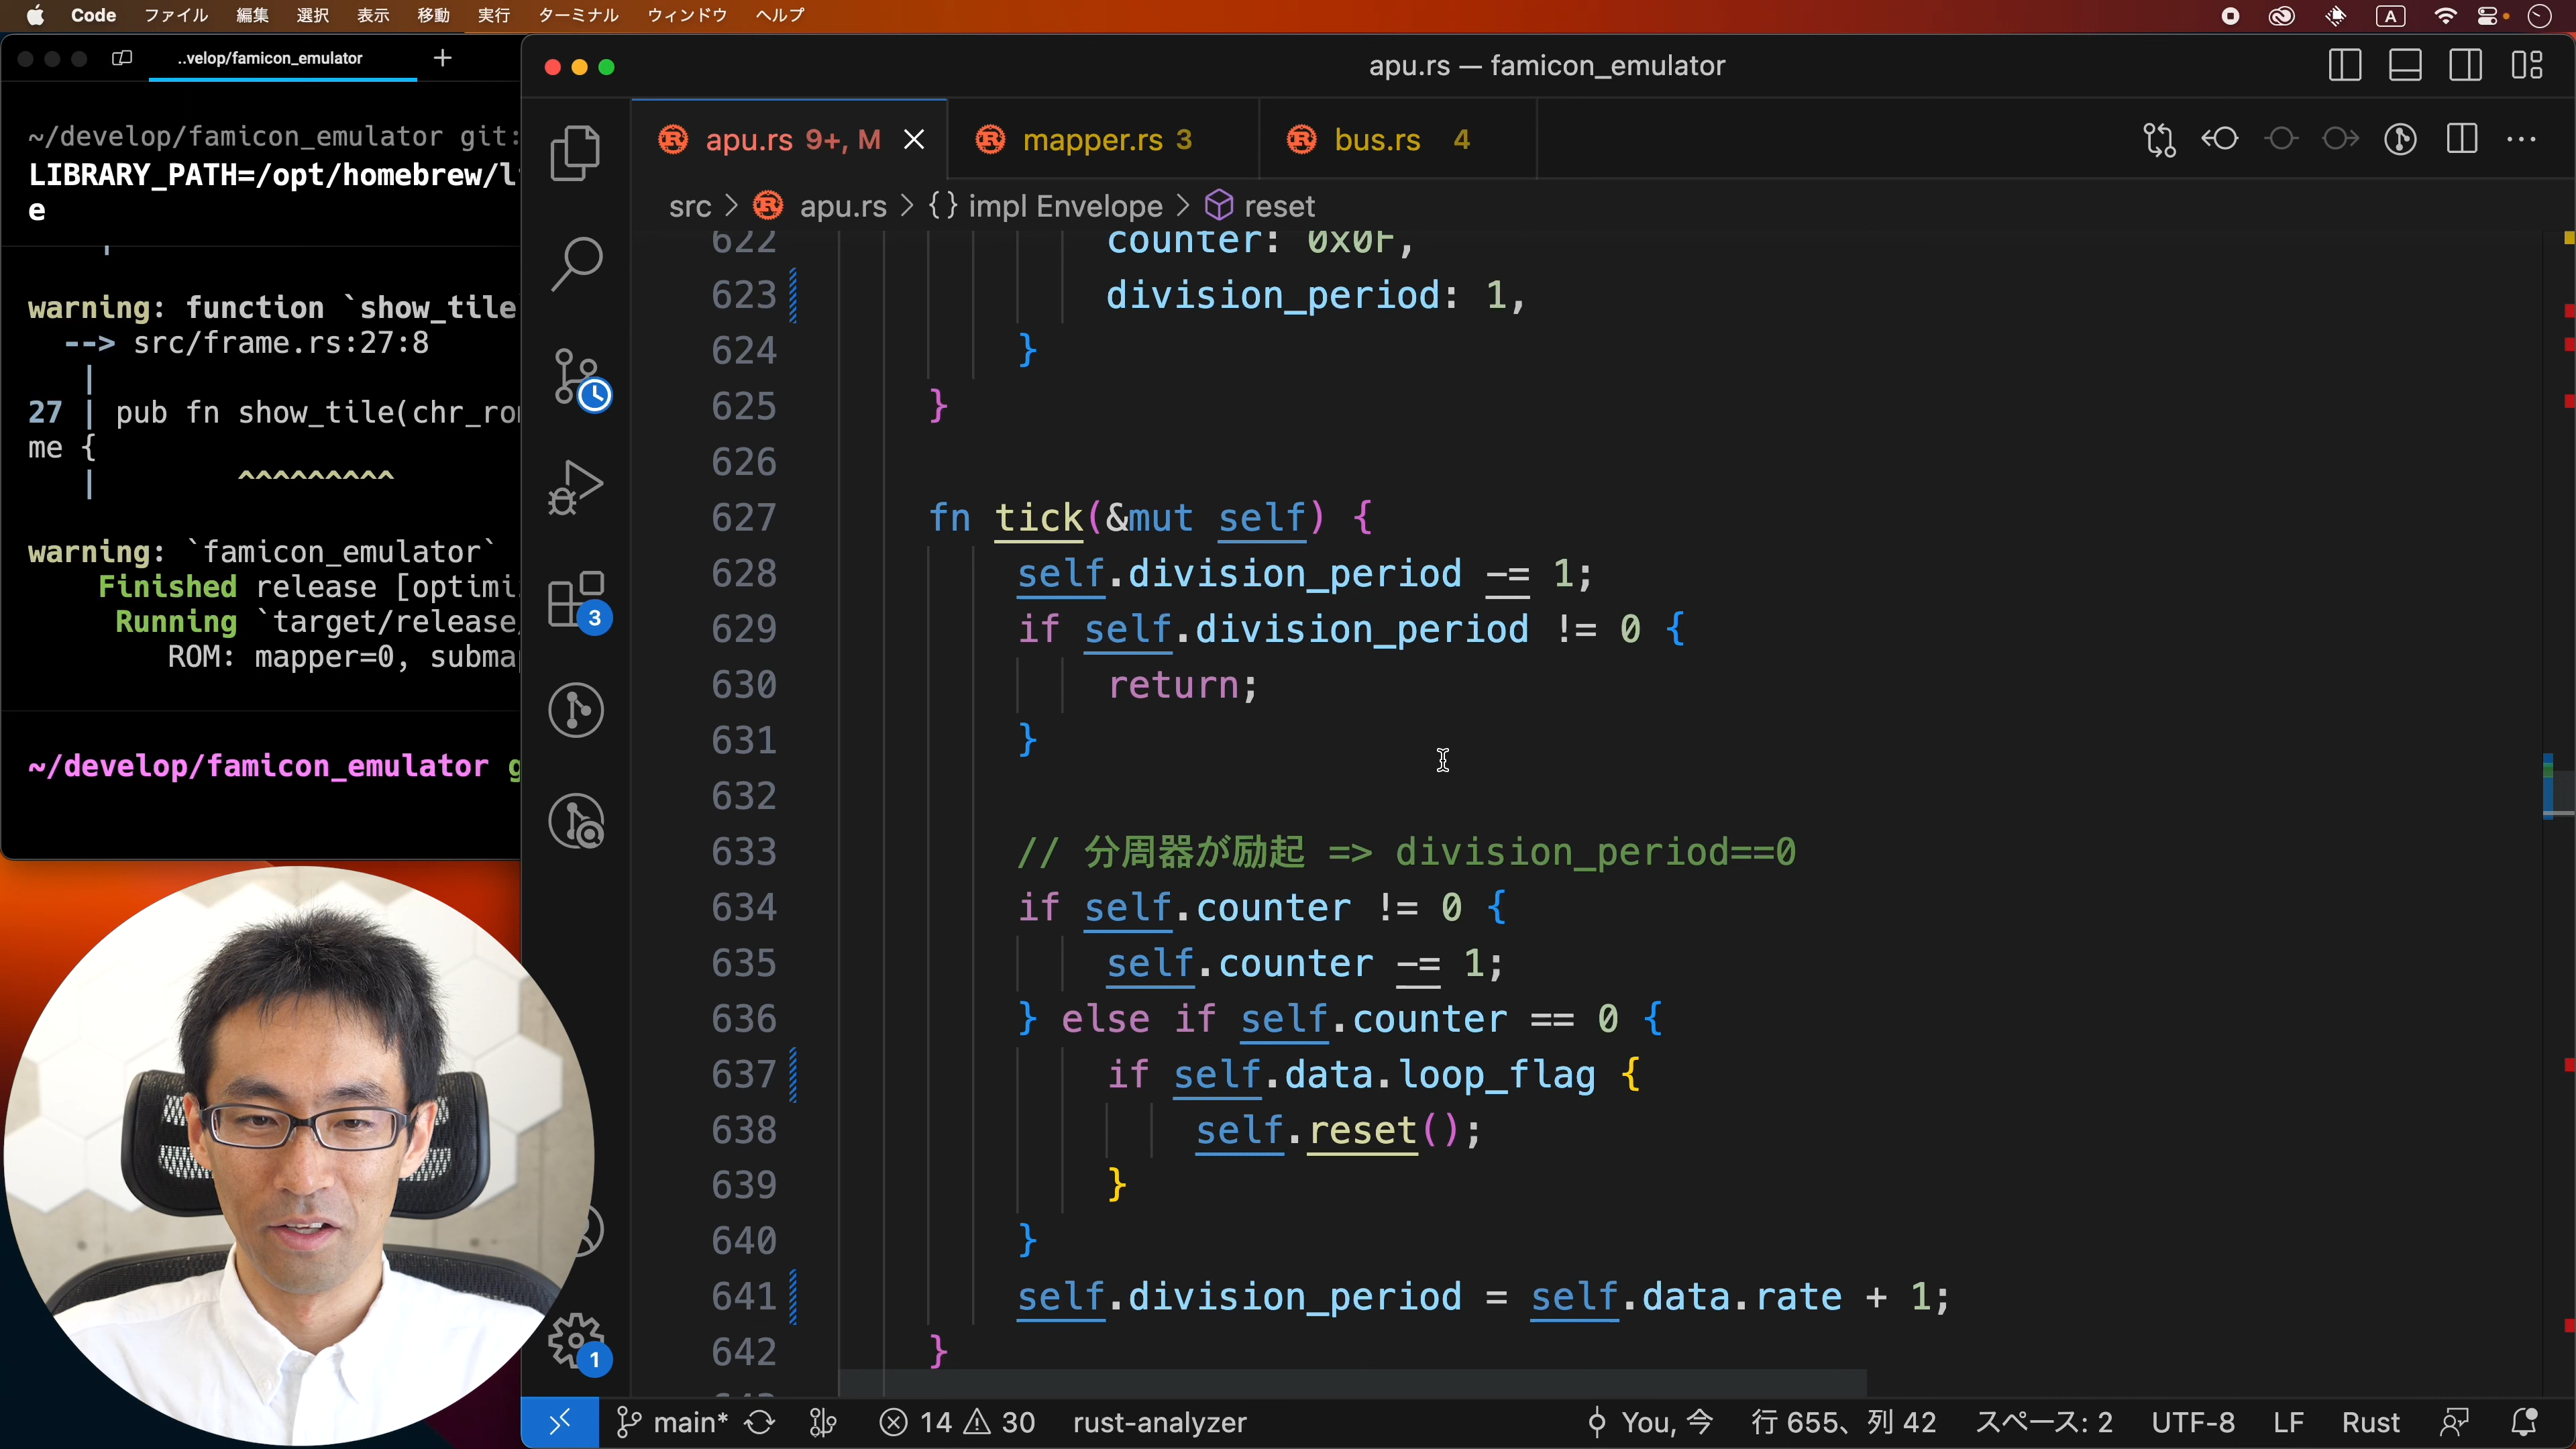 Code ファイル 編集 選択 表示 移動 実行 ターミナル ウィンドウ ヘルプ A
..velop/famicon_emulator +
~/develop/famicon_emulator git:
LIBRARY_PATH=/opt/homebrew/l
e
warning: function `show_tile
--> src/frame.rs:27:8
|
27 | pub fn show_tile(chr_ro
me {
| ^^^^^^^^^
warning: `famicon_emulator`
Finished release [optimi
Running `target/release/
ROM: mapper=0, subma
~/develop/famicon_emulator g
apu.rs — famicon_emulator
apu.rs 9+, M
mapper.rs 3
bus.rs 4
src > apu.rs > {} impl Envelope > reset
3
1
622 counter: 0x0F,
623 division_period: 1,
624 }
625 }
626
627 fn tick(&mut self) {
628 self.division_period -= 1;
629 if self.division_period != 0 {
630 return;
631 }
632
633 // 分周器が励起 => division_period==0
634 if self.counter != 0 {
635 self.counter -= 1;
636 } else if self.counter == 0 {
637 if self.data.loop_flag {
638 self.reset();
639 }
640 }
641 self.division_period = self.data.rate + 1;
642 }
main* 14 30 rust-analyzer You, 今 行 655、列 42 スペース: 2 UTF-8 LF Rust